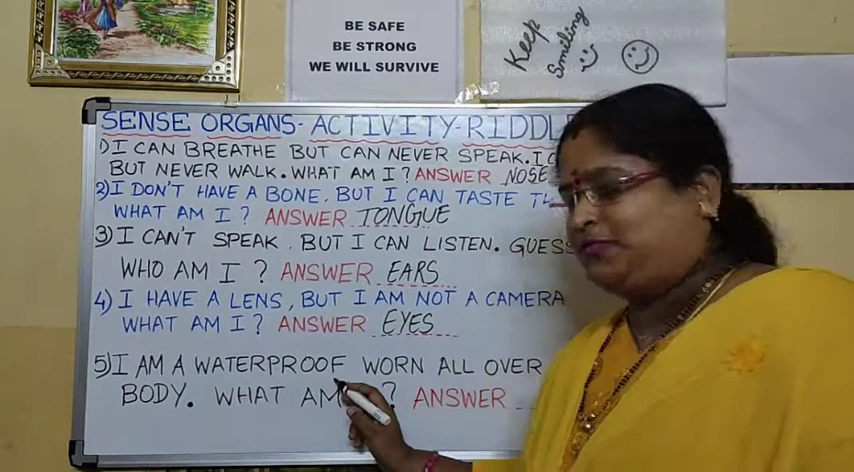 BE SAFE
BE STRONG
WE WILL SURVIVE
Keep
Smiling
SENSE ORGANS-ACTIVITY-RIDDL
1) I CAN BREATHE BUT CAN NEVER SPEAK. I
BUT NEVER WALK. WHAT AM I? ANSWER NOSE
2) I DON'T HAVE A BONE, BUT I CAN TASTE
WHAT AM I? ANSWER TONGUE
3) I CAN'T SPEAK. BUT I CAN LISTEN. GUESS
WHO AM I? ANSWER EARS
4) I HAVE A LENS, BUT I AM NOT A CAMERA
WHAT AM I? ANSWER EYES
5) I AM A WATERPROOF WORN ALL OVER
BODY. WHAT AM ? ANSWER